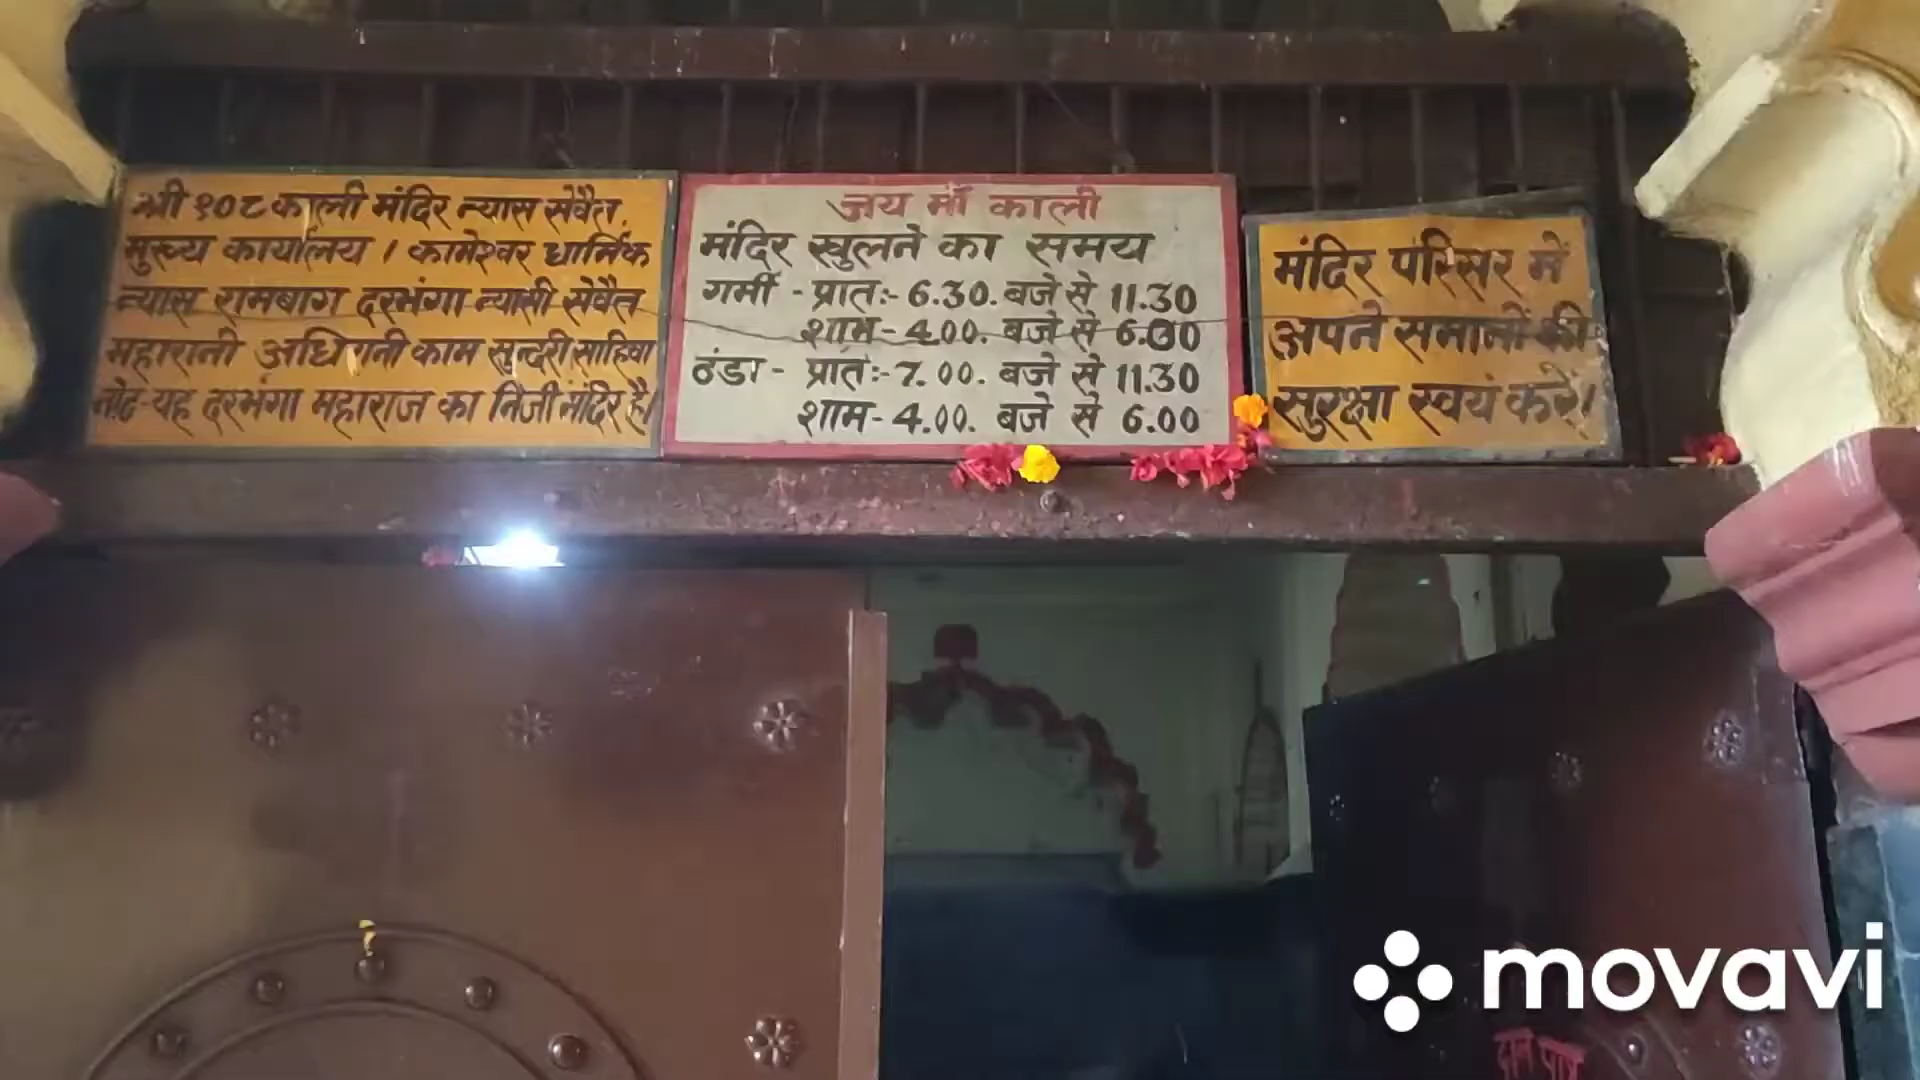 श्री १०८ काली मंदिर न्यास सेवैत
मुख्य कार्यालय । कामेश्वर धार्मिक
न्यास रामबाग दरभंगा न्यासी सेवैत
महारानी अधिरानी काम सुन्दरी साहिबा
नोट-यह दरभंगा महाराज का निजी मंदिर है।
जय माँ काली
मंदिर खुलने का समय
गर्मी - प्रातः- 6.30. बजे से 11.30
शाम - 4.00. बजे से 6.30
ठंडा - प्रातः- 7.00. बजे से 11.30
शाम - 4.00. बजे से 6.00
मंदिर परिसर में
अपने समानों की
सुरक्षा स्वयं करें।
movavi
दान पात्र